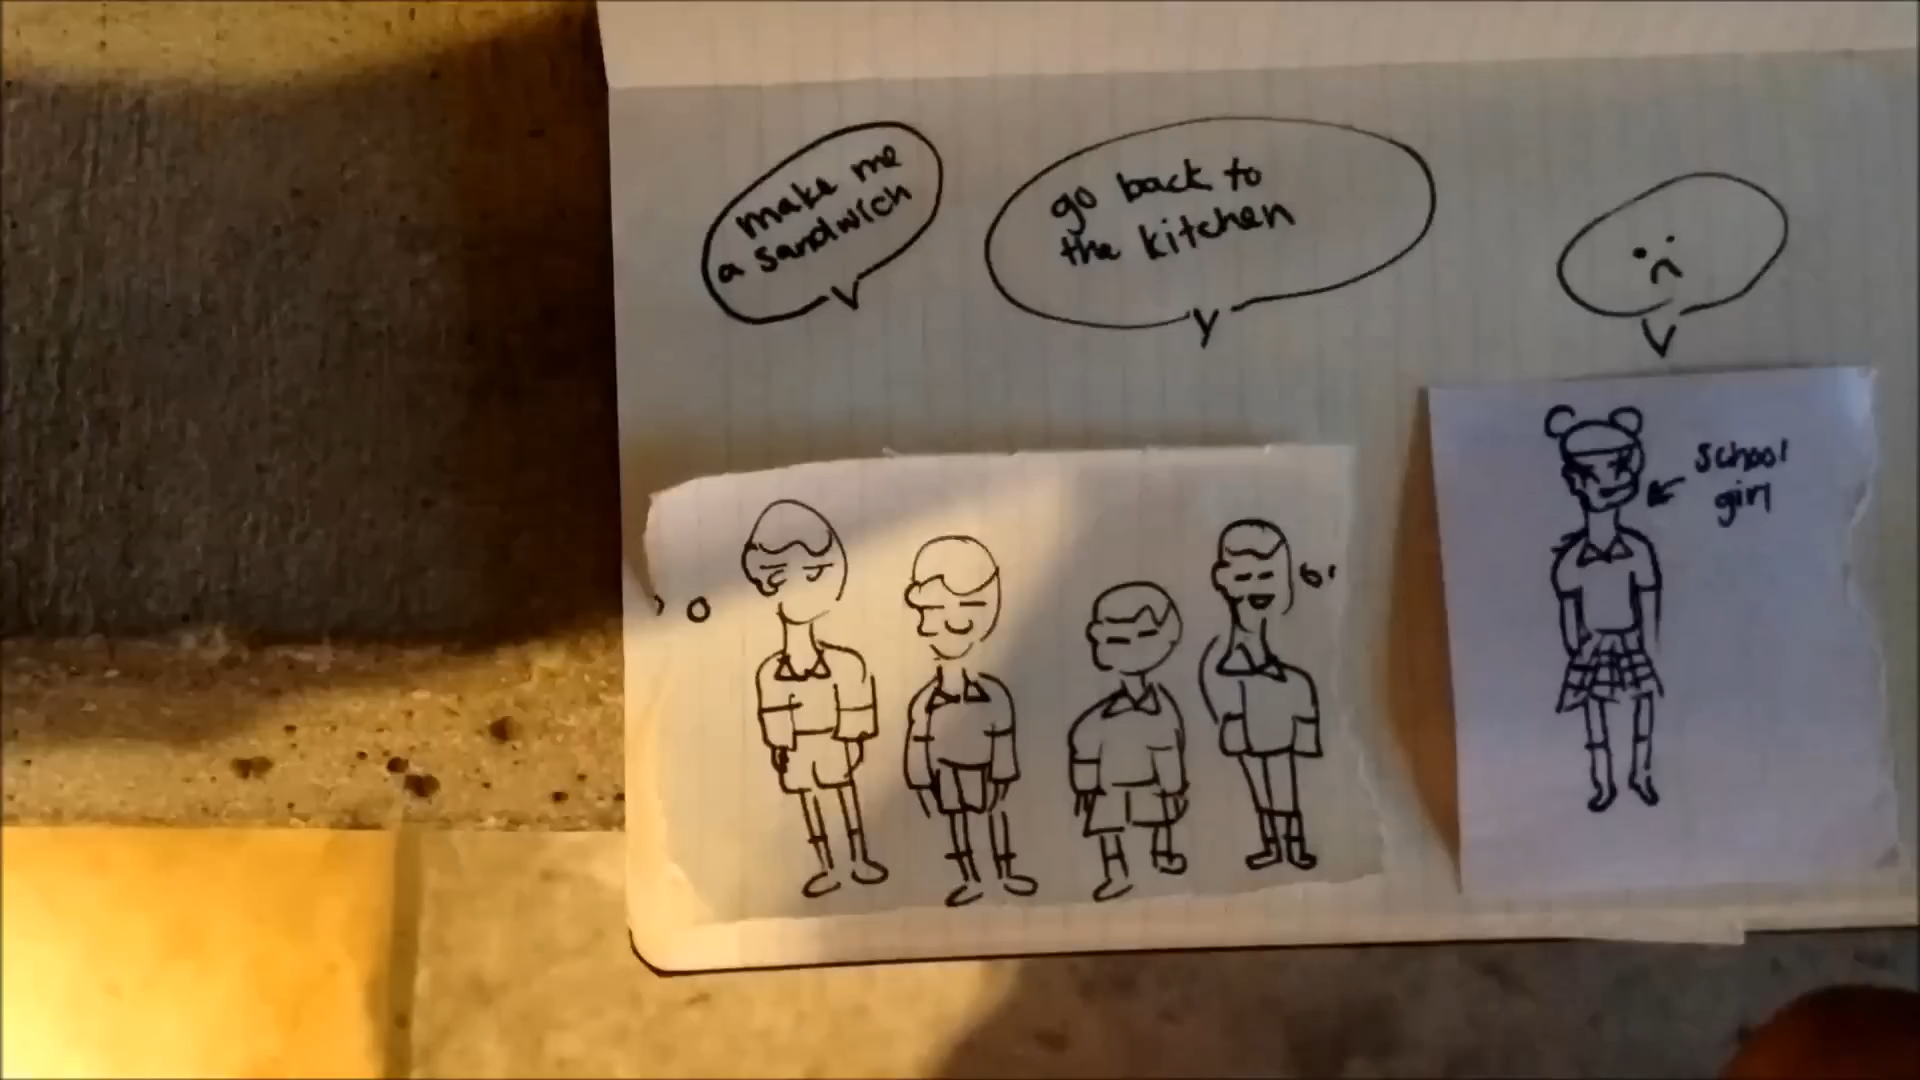 make me
a sandwich
go back to
the kitchen
:(
school
girl